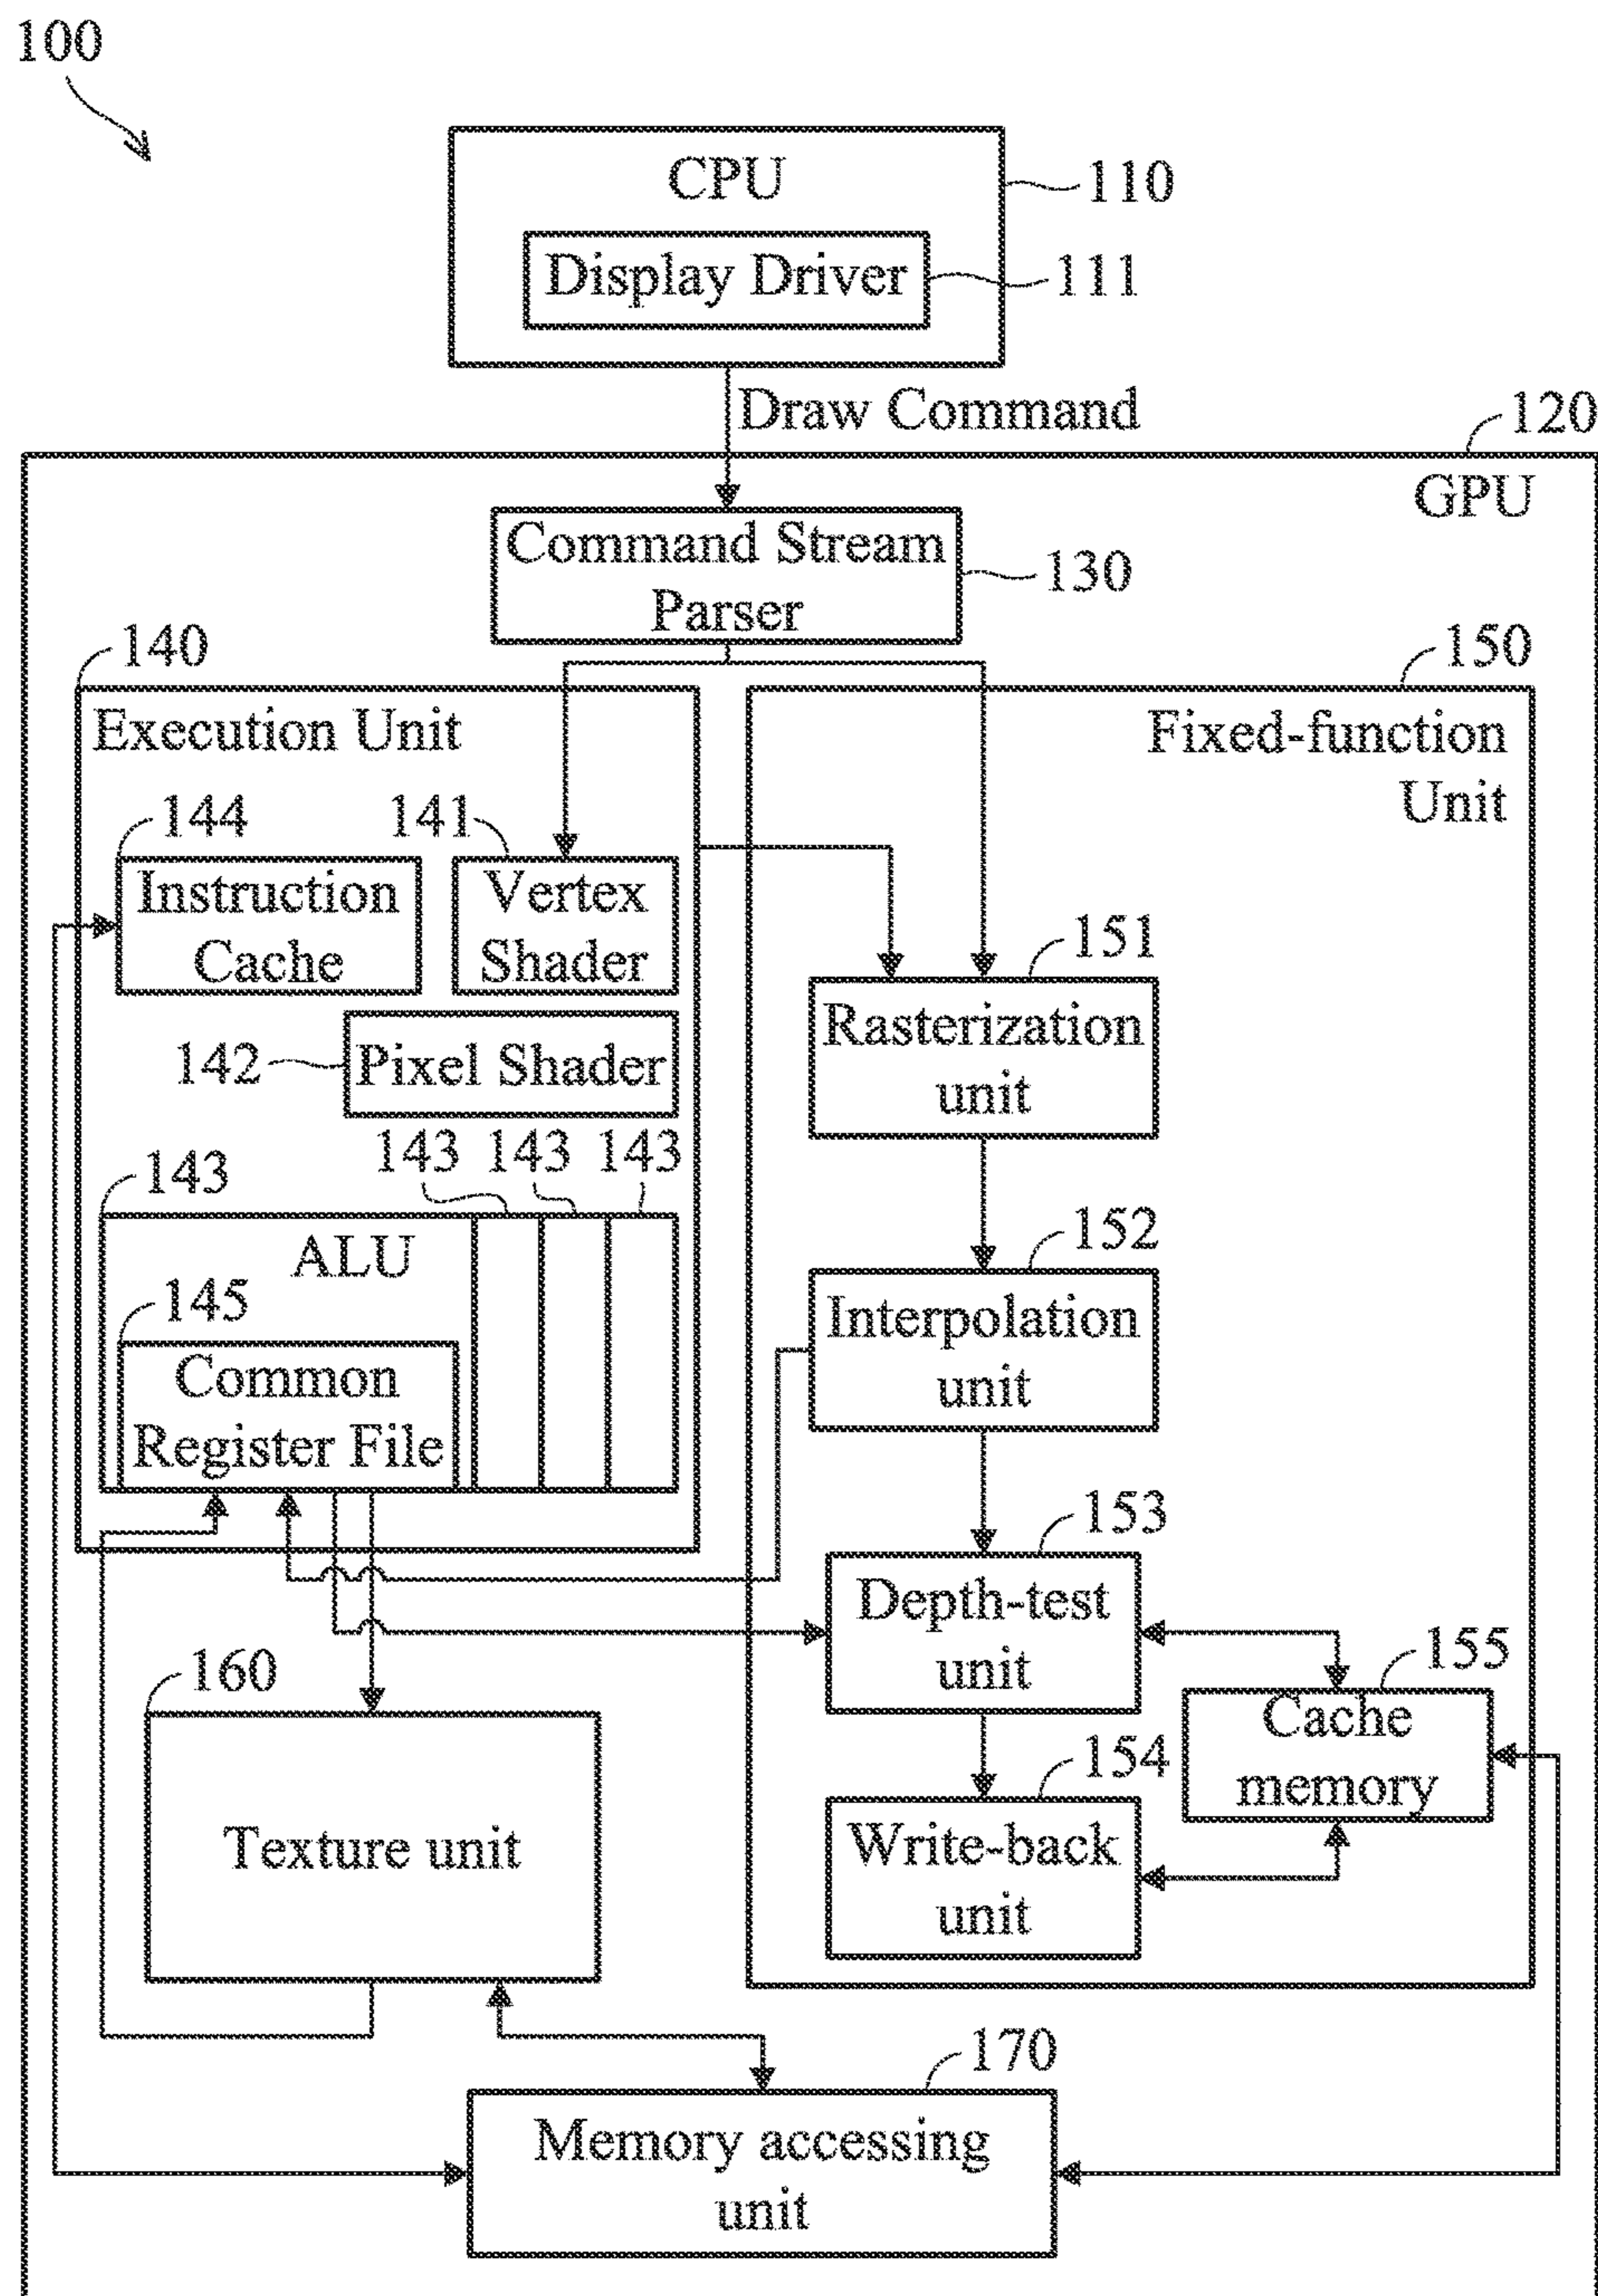 100
CPU
110
Display Driver
111
Draw Command
120
GPU
Command Stream
Parser
130
140
150
Execution Unit
Fixed-function
Unit
144
141
Instruction
Cache
Vertex
Shader
151
Rasterization
unit
142
Pixel Shader
143
143
143
143
ALU
152
145
Interpolation
unit
Common
Register File
153
Depth-test
unit
155
160
Cache
memory
154
Texture unit
Write-back
unit
170
Memory accessing
unit